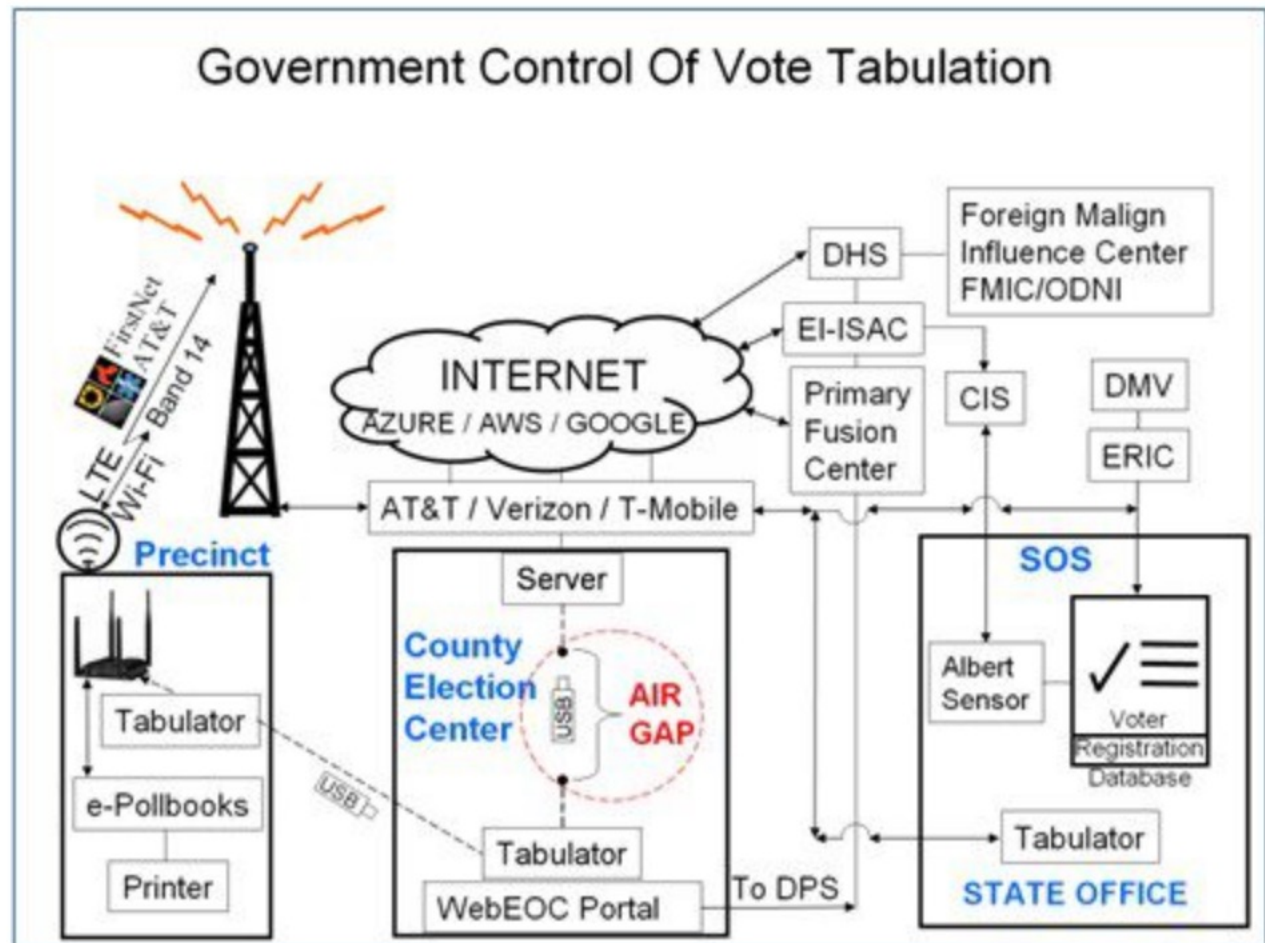 Government Control Of Vote Tabulation
Foreign Malign
Influence Center
FMIC/ODNI
DHS
EI-ISAC
FirstNet
AT&T
Band 14
LTE
Wi-Fi
INTERNET
AZURE / AWS / GOOGLE
Primary
Fusion
Center
CIS
DMV
ERIC
AT&T / Verizon / T-Mobile
Precinct
Tabulator
e-Pollbooks
Printer
USB
Server
County
Election
Center
USB
AIR
GAP
Tabulator
WebEOC Portal
To DPS
SOS
Albert
Sensor
Voter
Registration
Database
Tabulator
STATE OFFICE